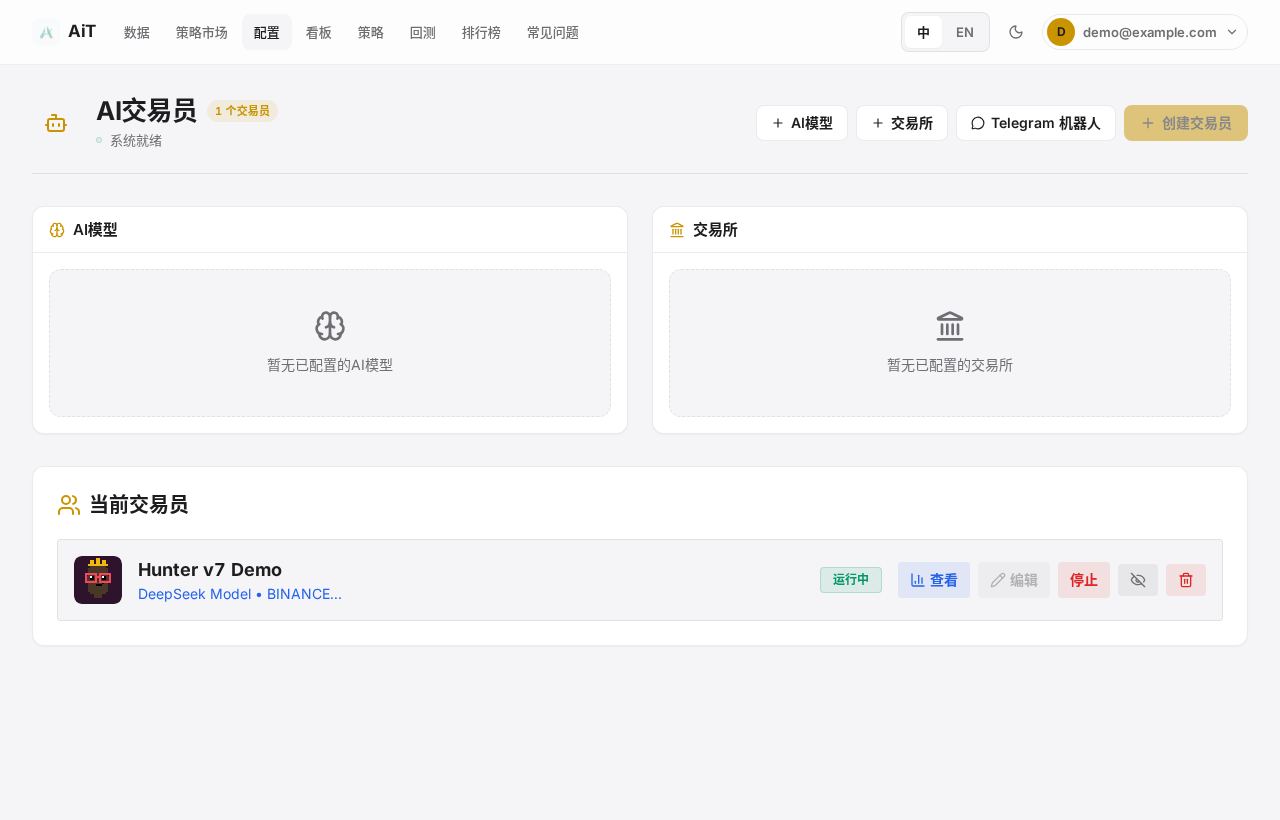 AiT 数据 策略市场 配置 看板 策略 回测 排行榜 常见问题 中 EN D demo@example.com
AI交易员 1 个交易员
系统就绪
AI模型 交易所 Telegram 机器人 创建交易员
AI模型
暂无已配置的AI模型
交易所
暂无已配置的交易所
当前交易员
Hunter v7 Demo
DeepSeek Model • BINANCE...
运行中 查看 编辑 停止